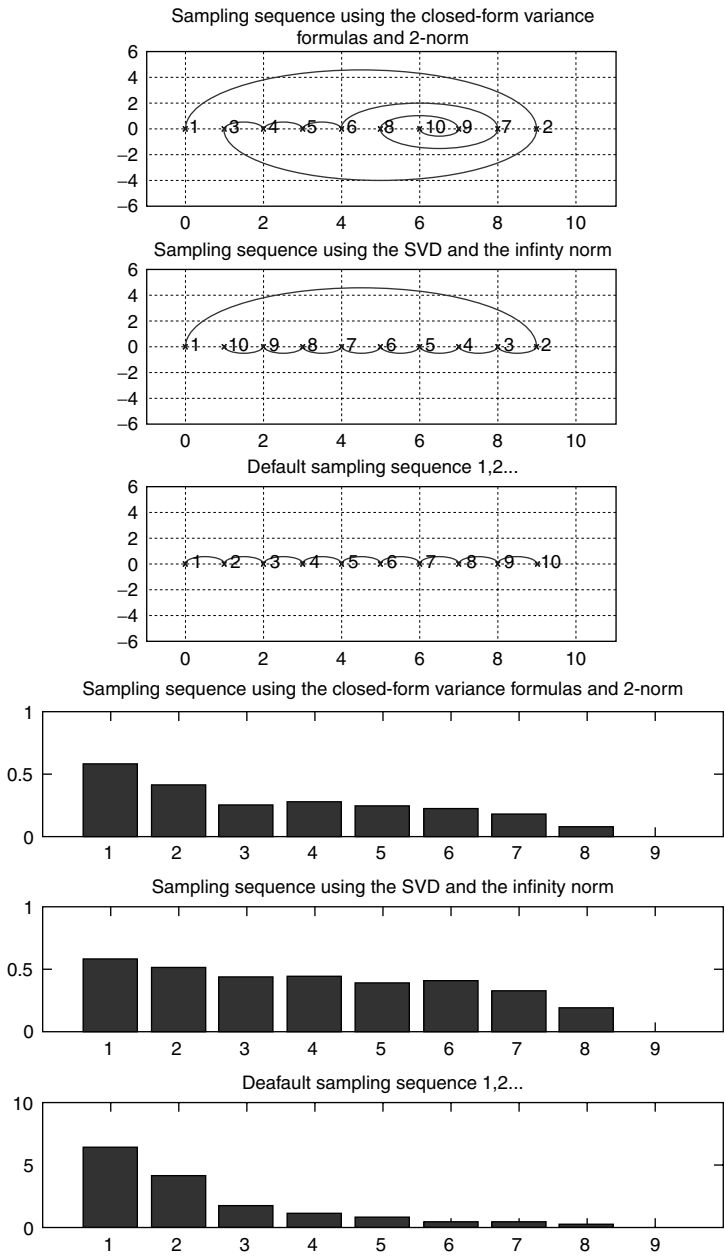 Sampling sequence using the closed-form variance
formulas and 2-norm
6
4
2
0
−2
−4
−6
1 3 4 5 6 8 10 9 7 2
0 2 4 6 8 10
Sampling sequence using the SVD and the infinty norm
6
4
2
0
−2
−4
−6
1 10 9 8 7 6 5 4 3 2
0 2 4 6 8 10
Default sampling sequence 1,2...
6
4
2
0
−2
−4
−6
1 2 3 4 5 6 7 8 9 10
0 2 4 6 8 10
Sampling sequence using the closed-form variance formulas and 2-norm
1
0.5
0
1 2 3 4 5 6 7 8 9
Sampling sequence using the SVD and the infinity norm
1
0.5
0
1 2 3 4 5 6 7 8 9
Deafault sampling sequence 1,2...
10
5
0
1 2 3 4 5 6 7 8 9